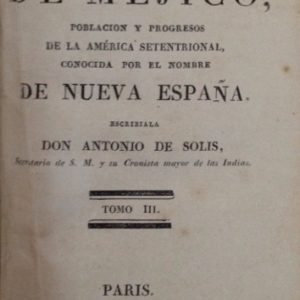 DE MÉJICO,
POBLACION Y PROGRESOS
DE LA AMÉRICA SETENTRIONAL,
CONOCIDA POR EL NOMBRE
DE NUEVA ESPAÑA.
ESCRIBIALA
DON ANTONIO DE SOLIS,
Secretario de S. M. y su Cronista mayor de las Indias.
TOMO III.
PARIS.